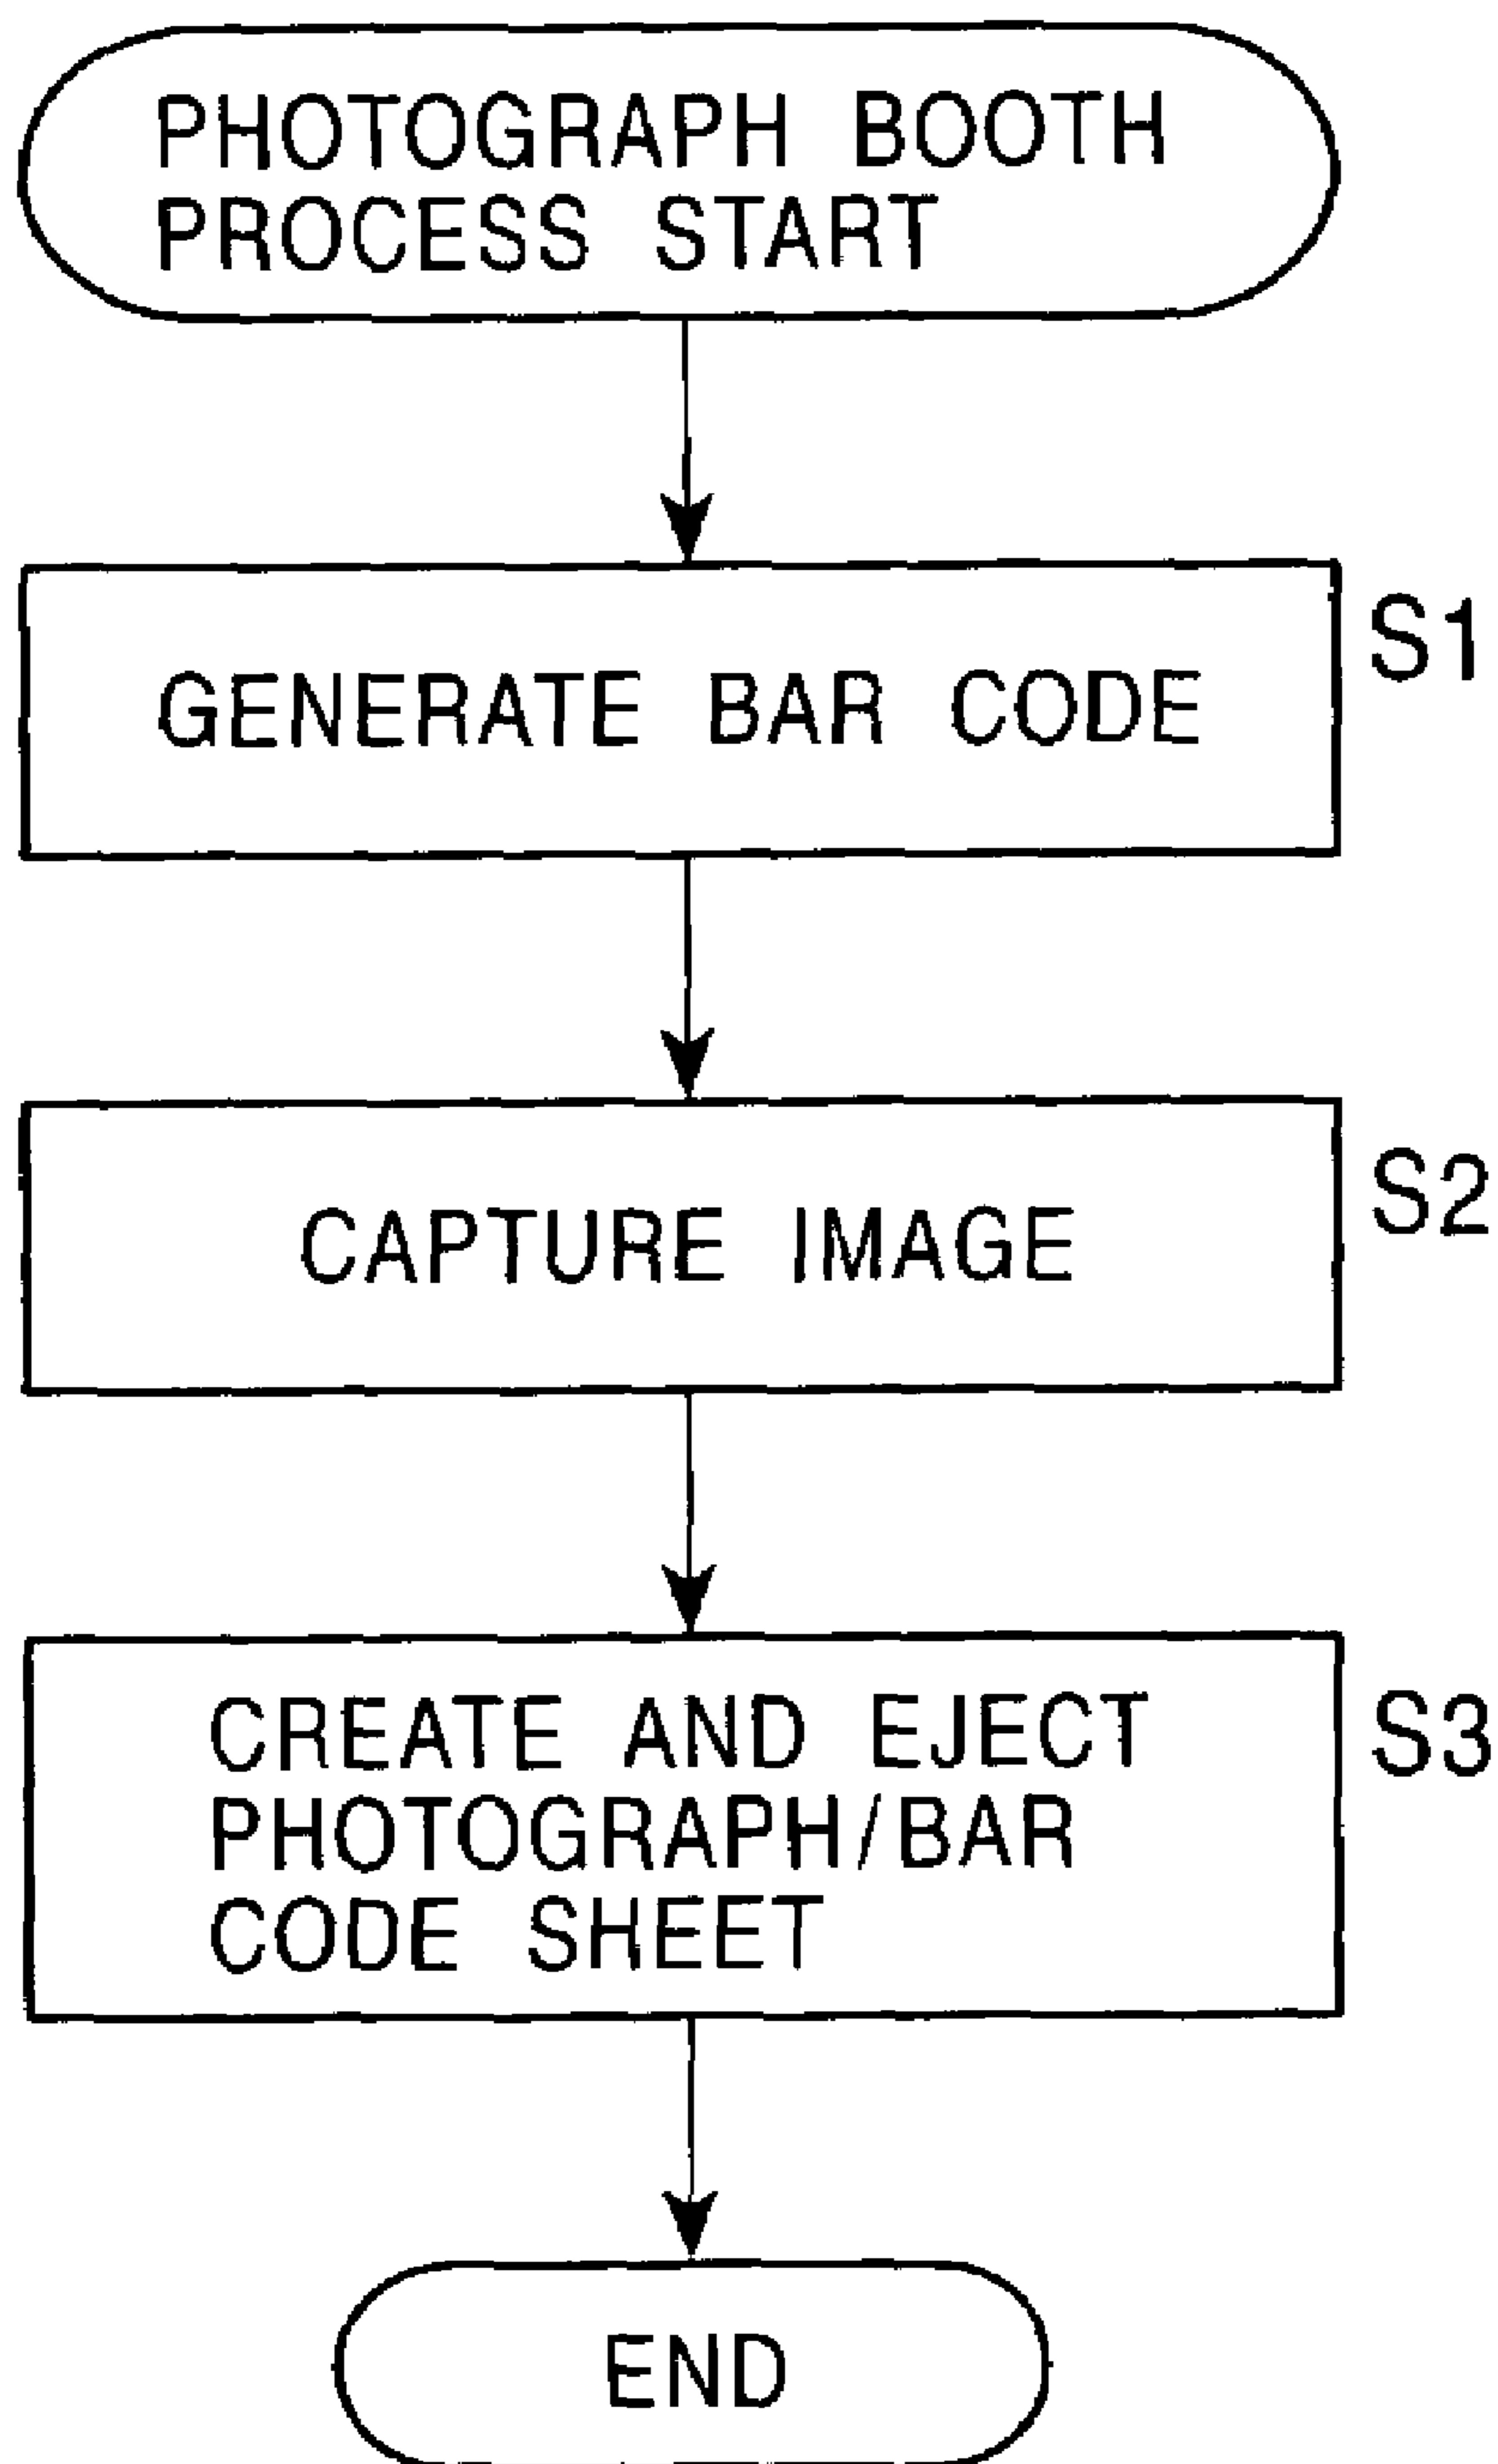 PHOTOGRAPH BOOTH
PROCESS START
GENERATE BAR CODE
S1
CAPTURE IMAGE
S2
CREATE AND EJECT
PHOTOGRAPH/BAR
CODE SHEET
S3
END